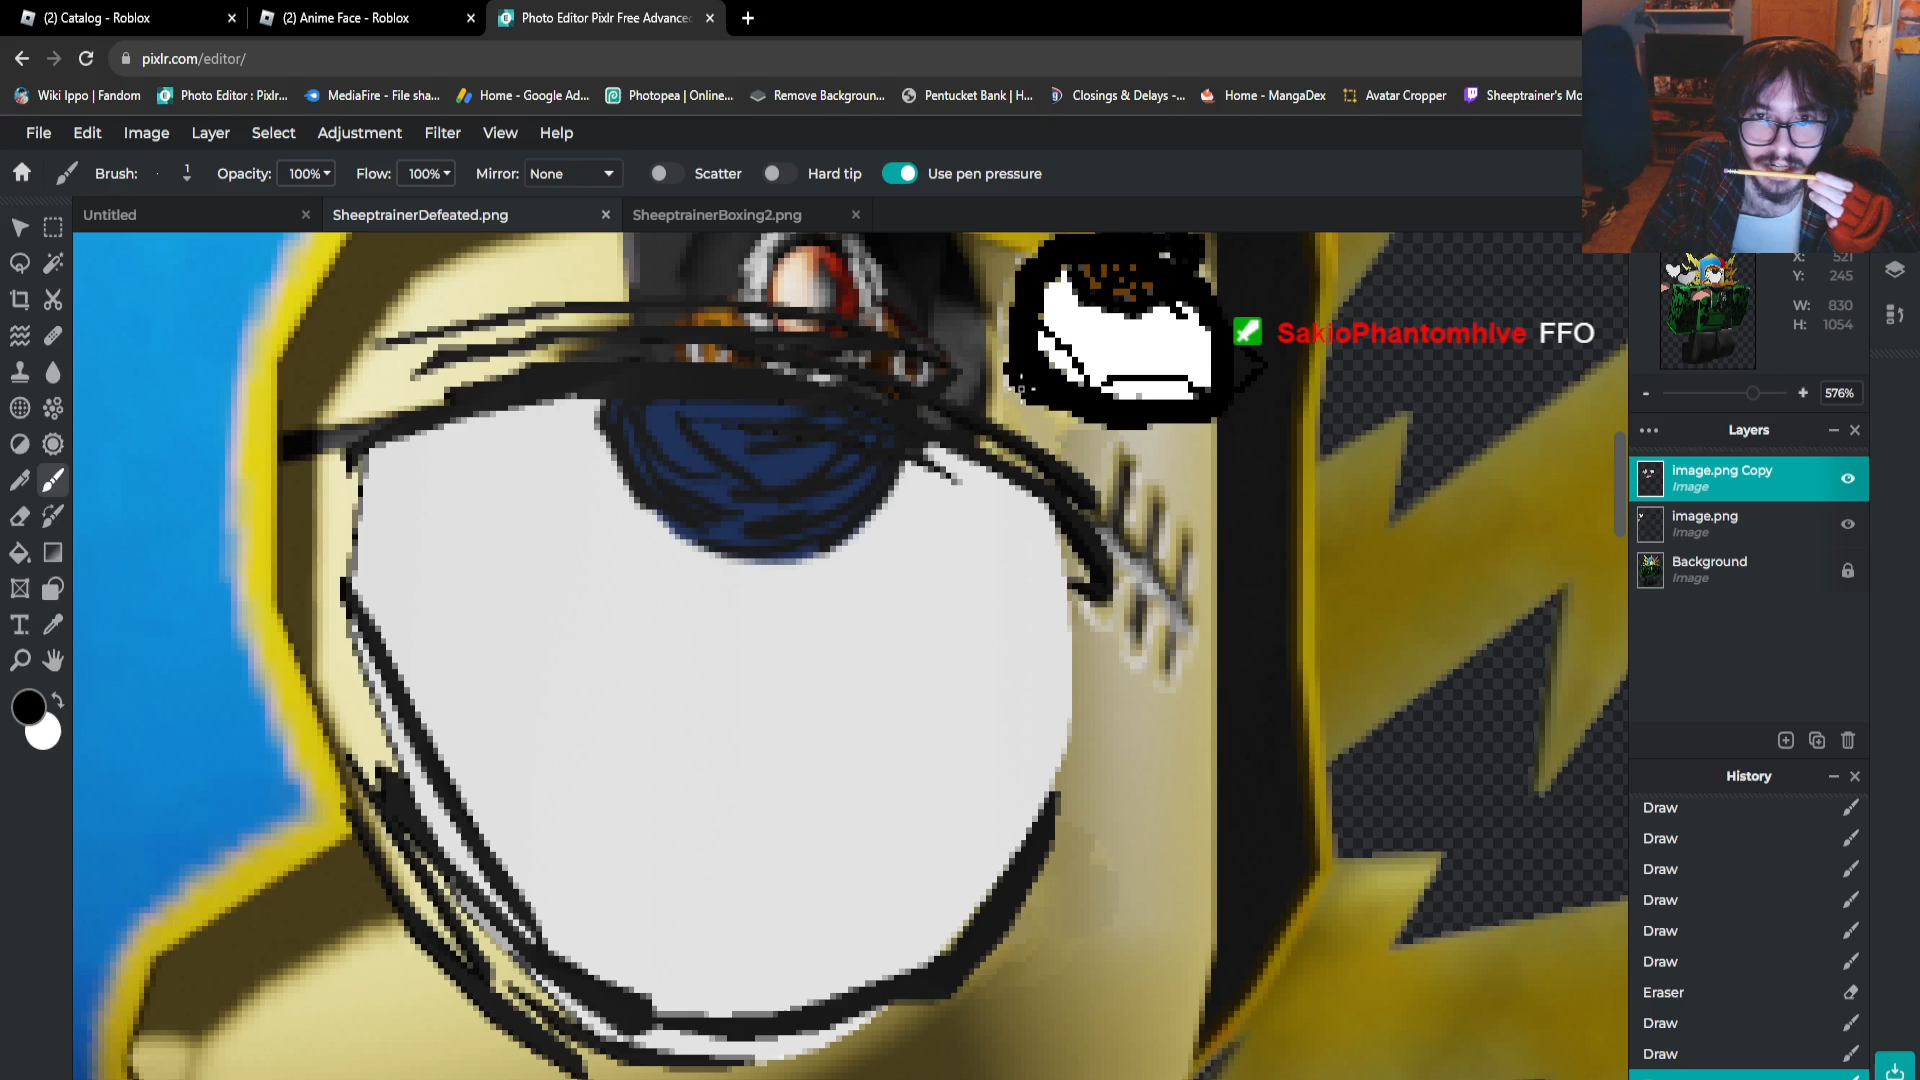 (2) Catalog - Roblox
(2) Anime Face - Roblox
Photo Editor Pixlr Free Advance
pixlr.com/editor/
Wiki Ippo | Fandom
Photo Editor : Pixlr...
MediaFire - File sha...
Home - Google Ad...
Photopea | Online...
Remove Backgroun...
Pentucket Bank | H...
Closings & Delays -...
Home - MangaDex
Avatar Cropper
Sheeptrainer's Mo
File Edit Image Layer Select Adjustment Filter View Help
Brush: 1 Opacity: 100% Flow: 100% Mirror: None Scatter Hard tip Use pen pressure
Untitled
SheeptrainerDefeated.png
SheeptrainerBoxing2.png
X: 521
Y: 245
W: 830
H: 1054
SakioPhantomhIve FFO
- + 576%
Layers
image.png Copy
Image
image.png
Image
Background
Image
History
Draw
Draw
Draw
Draw
Draw
Draw
Eraser
Draw
Draw